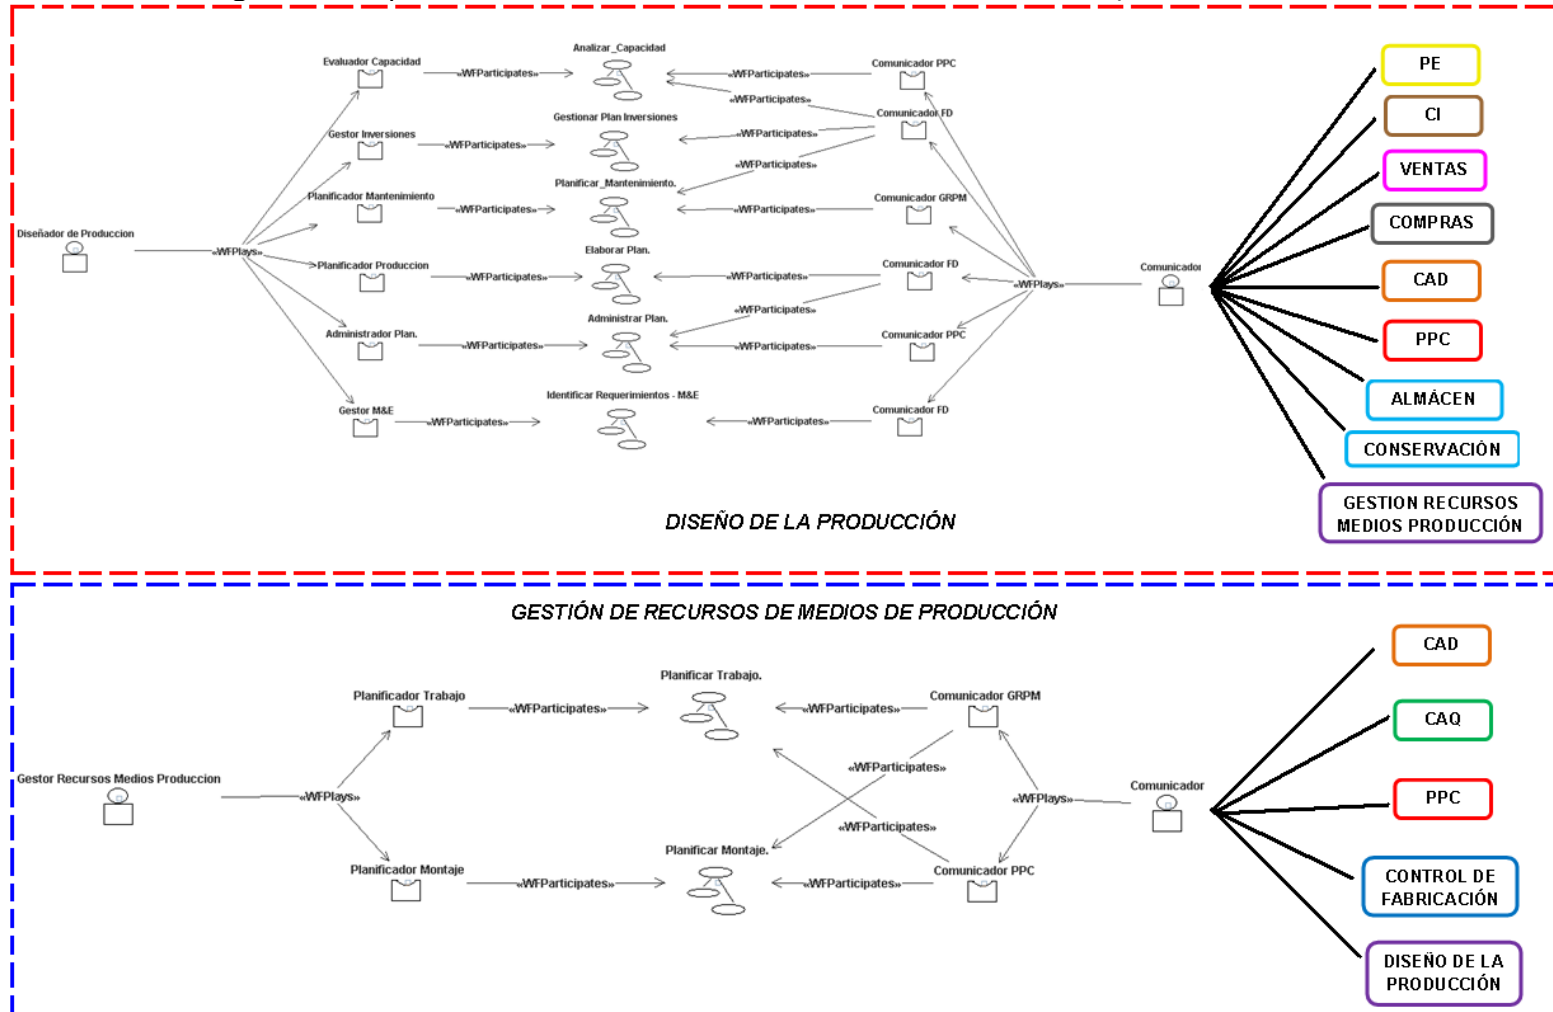 Analizar_Capacidad
Evaluador Capacidad
Comunicador PPC
«WFParticipates»
«WFParticipates»
«WFParticipates»
Gestionar Plan Inversiones
Comunicador FD
Gestor Inversiones
«WFParticipates»
«WFParticipates»
«WFParticipates»
Planificar_Mantenimiento.
Planificador Mantenimiento
Comunicador GRPM
«WFParticipates»
«WFParticipates»
Diseñador de Produccion
«WFPlays»
Elaborar Plan.
Planificador Produccion
Comunicador FD
«WFParticipates»
«WFParticipates»
Comunicador
«WFPlays»
«WFParticipates»
Administrar Plan.
Administrador Plan.
Comunicador PPC
«WFParticipates»
«WFParticipates»
Identificar Requerimientos - M&E
Gestor M&E
Comunicador FD
«WFParticipates»
«WFParticipates»
PE
CI
VENTAS
COMPRAS
CAD
PPC
ALMÁCEN
CONSERVACIÓN
GESTION RECURSOS
MEDIOS PRODUCCIÓN
DISEÑO DE LA PRODUCCIÓN
GESTIÓN DE RECURSOS DE MEDIOS DE PRODUCCIÓN
Planificar Trabajo.
Planificador Trabajo
Comunicador GRPM
«WFParticipates»
«WFParticipates»
«WFParticipates»
Gestor Recursos Medios Produccion
«WFPlays»
Comunicador
«WFPlays»
«WFParticipates»
Planificar Montaje.
Planificador Montaje
Comunicador PPC
«WFParticipates»
«WFParticipates»
CAD
CAQ
PPC
CONTROL DE
FABRICACIÓN
DISEÑO DE LA
PRODUCCIÓN